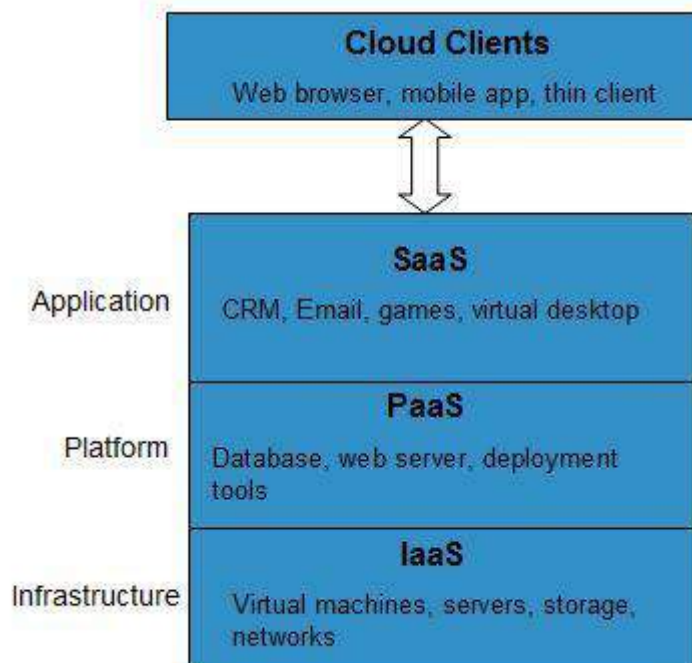 Cloud Clients
Web browser, mobile app, thin client
SaaS
Application
CRM, Email, games, virtual desktop
PaaS
Platform
Database, web server, deployment
tools
IaaS
Infrastructure
Virtual machines, servers, storage,
networks